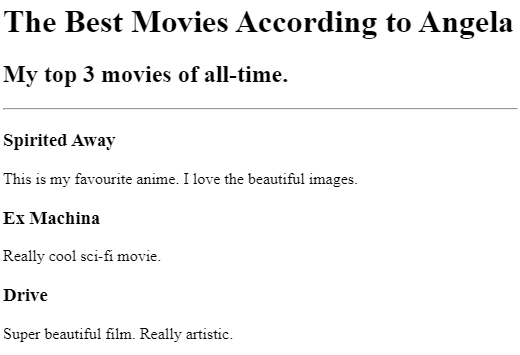 The Best Movies According to Angela
My top 3 movies of all-time.
Spirited Away
This is my favourite anime. I love the beautiful images.
Ex Machina
Really cool sci-fi movie.
Drive
Super beautiful film. Really artistic.